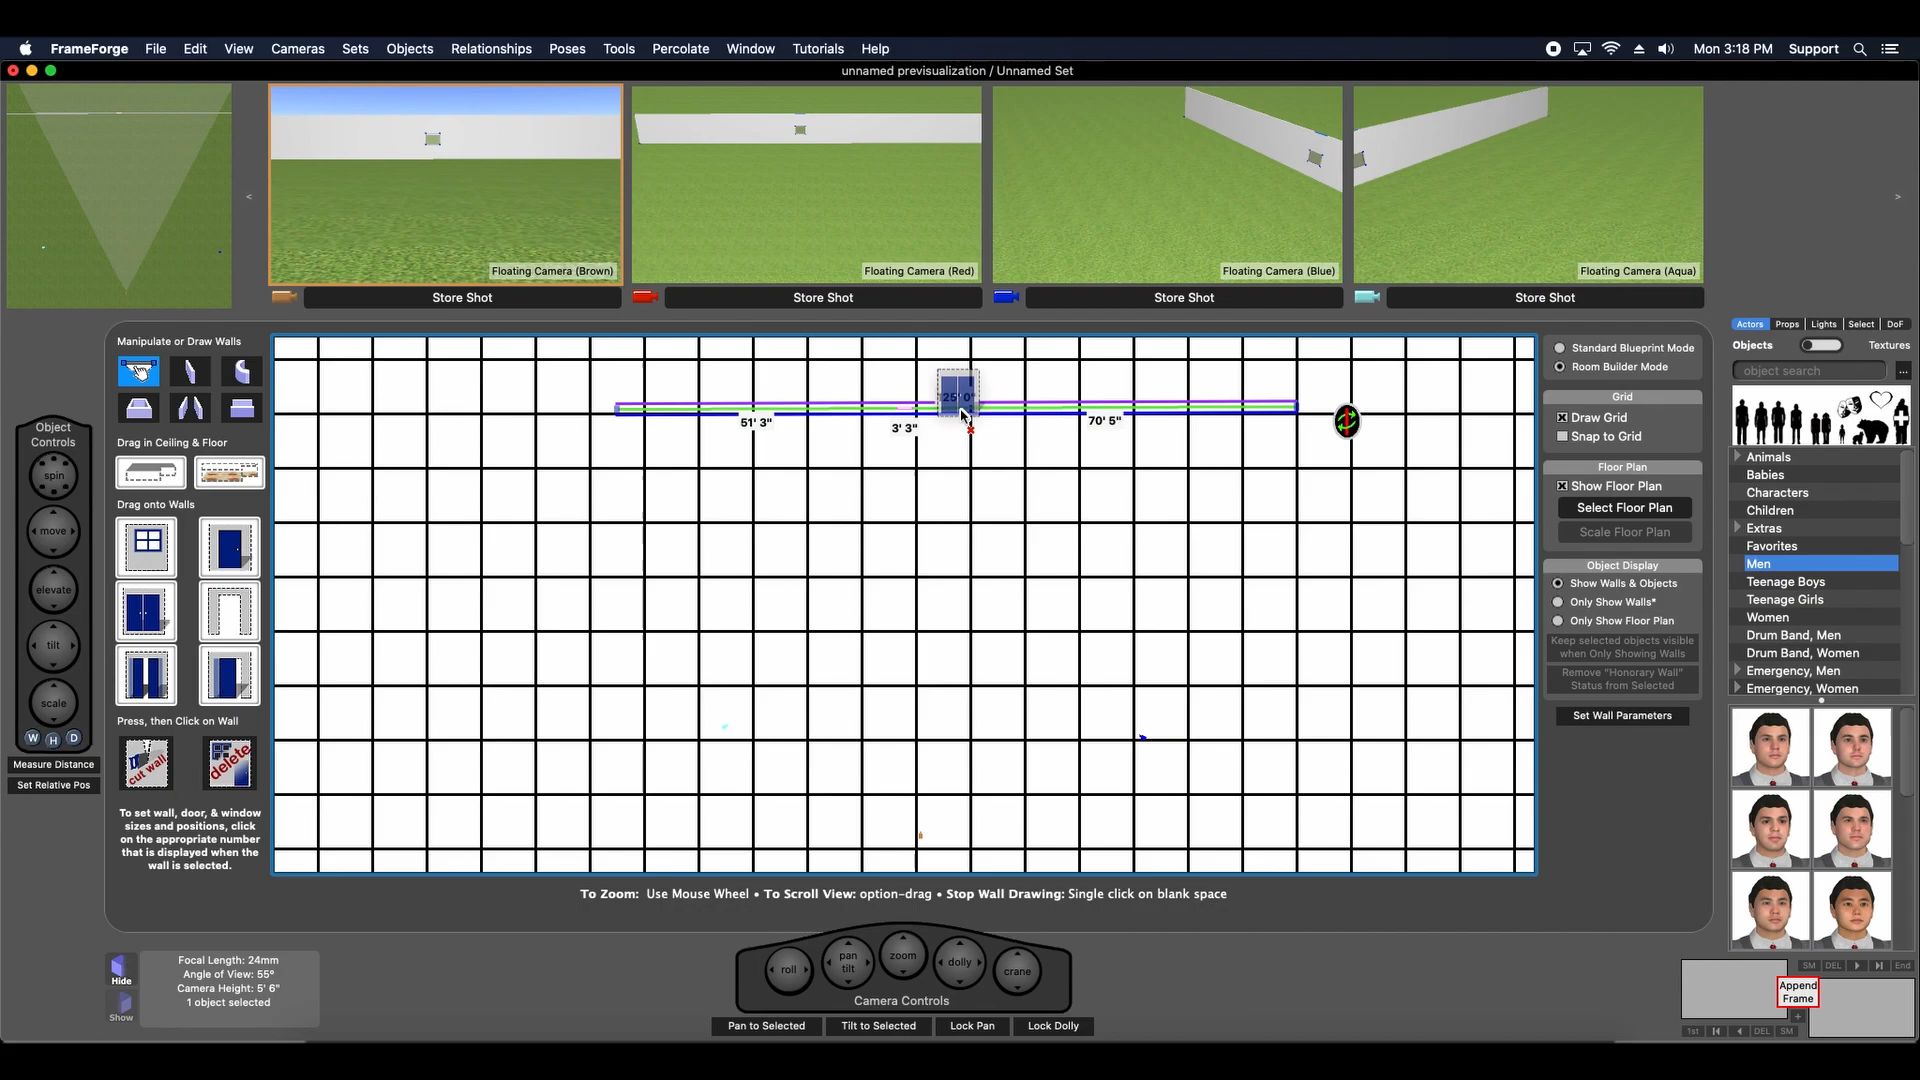 FrameForge File Edit View Cameras Sets Objects Relationships Poses Tools Percolate Window Tutorials Help Mon 3:18 PM Support
unnamed previsualization / Unnamed Set
Floating Camera (Brown) Floating Camera (Red) Floating Camera (Blue) Floating Camera (Aqua)
Store Shot Store Shot Store Shot Store Shot
Manipulate or Draw Walls
Drag in Ceiling & Floor
Drag onto Walls
Press, then Click on Wall
cut wall
delete
To set wall, door, & window
sizes and positions, click
on the appropriate number
that is displayed when the
wall is selected.
Object
Controls
spin
move
elevate
tilt
scale
W H D
Measure Distance
Set Relative Pos
51' 3"
3' 3"
70' 5"
To Zoom: Use Mouse Wheel • To Scroll View: option-drag • Stop Wall Drawing: Single click on blank space
Standard Blueprint Mode
Room Builder Mode
Grid
Draw Grid
Snap to Grid
Floor Plan
Show Floor Plan
Select Floor Plan
Scale Floor Plan
Object Display
Show Walls & Objects
Only Show Walls*
Only Show Floor Plan
Keep selected objects visible
when Only Showing Walls
Remove "Honorary Wall"
Status from Selected
Set Wall Parameters
Actors Props Lights Select DoF
Objects Textures
object search ...
Animals
Babies
Characters
Children
Extras
Favorites
Men
Teenage Boys
Teenage Girls
Women
Drum Band, Men
Drum Band, Women
Emergency, Men
Emergency, Women
Hide
Show
Focal Length: 24mm
Angle of View: 55°
Camera Height: 5' 6"
1 object selected
roll
pan
tilt
zoom
dolly
crane
Camera Controls
Pan to Selected Tilt to Selected Lock Pan Lock Dolly
SM DEL End
Append
Frame
1st DEL SM